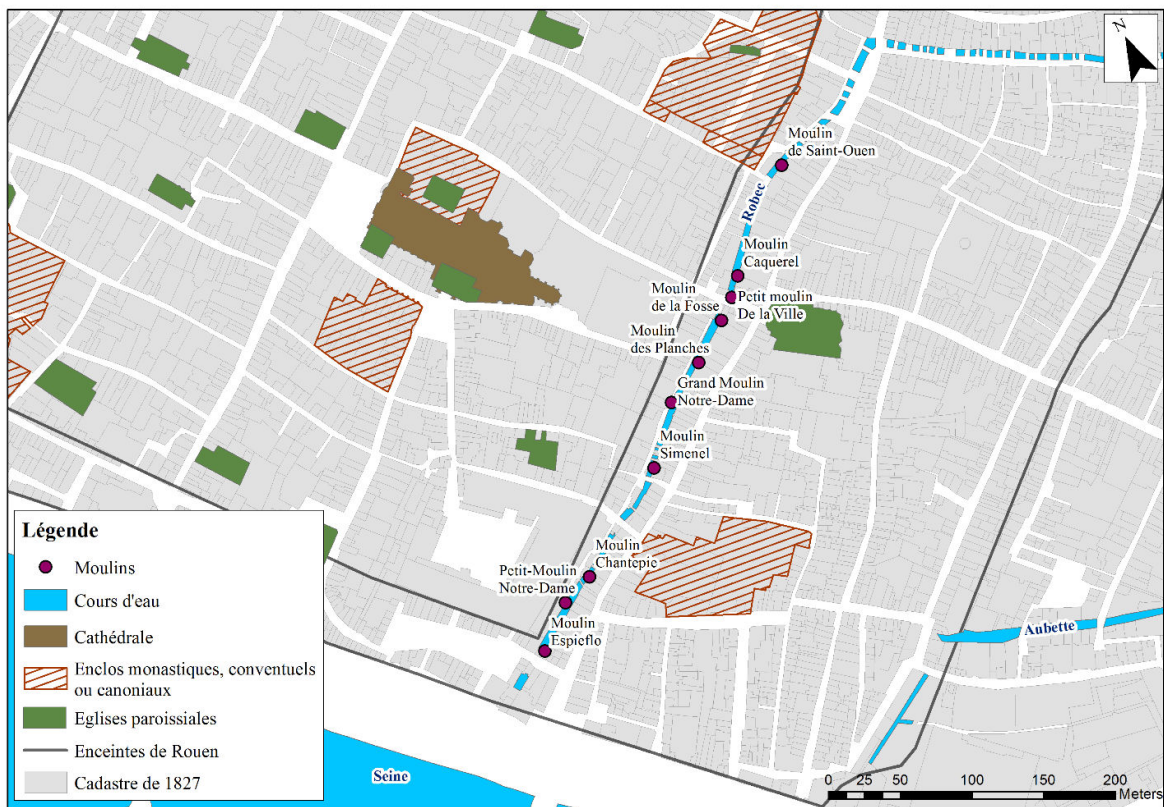 N
Moulin
de Saint-Ouen
Robec
Moulin
Caquerel
Moulin
de la Fosse
Petit moulin
De la Ville
Moulin
des Planches
Grand Moulin
Notre-Dame
Moulin
Simenel
Moulin
Chantepie
Petit-Moulin
Notre-Dame
Moulin
Espieflo
Aubette
Seine
Légende
Moulins
Cours d'eau
Cathédrale
Enclos monastiques, conventuels
ou canoniaux
Eglises paroissiales
Enceintes de Rouen
Cadastre de 1827
0 25 50 100 150 200
Meters